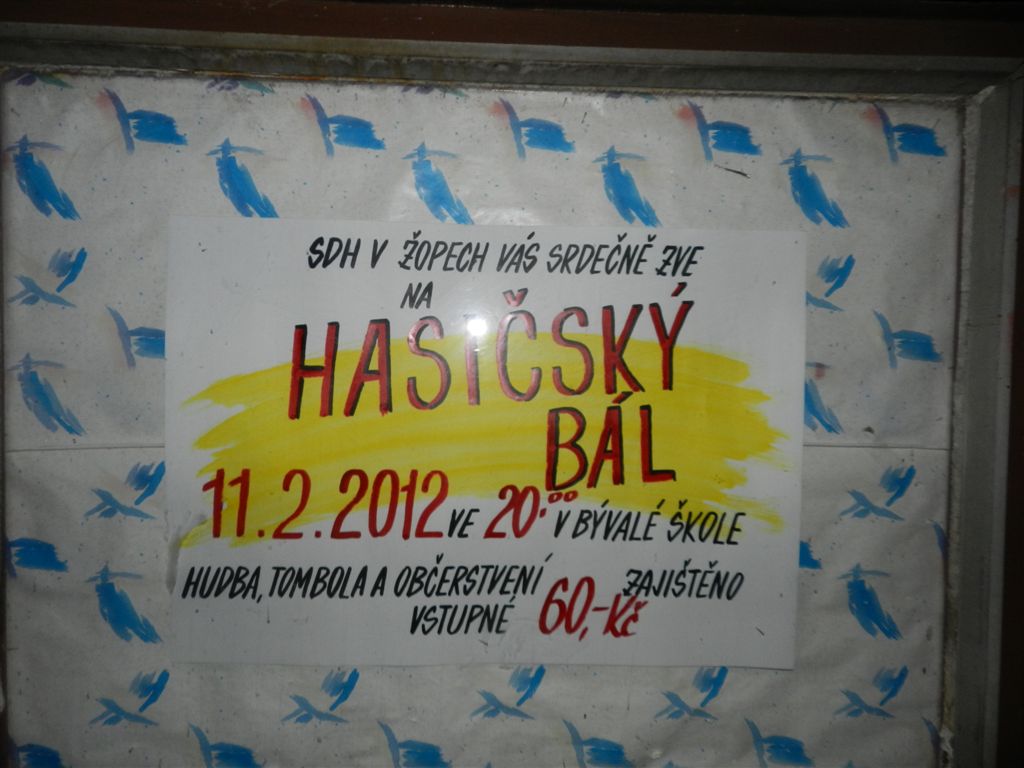 SDH V ŽOPECH VÁS SRDEČNĚ ZVE
NA
HASIČSKÝ
BÁL
11.2.2012 VE 20.00 V BÝVALÉ ŠKOLE
HUDBA, TOMBOLA A OBČERSTVENÍ ZAJIŠTĚNO
VSTUPNÉ 60,-Kč